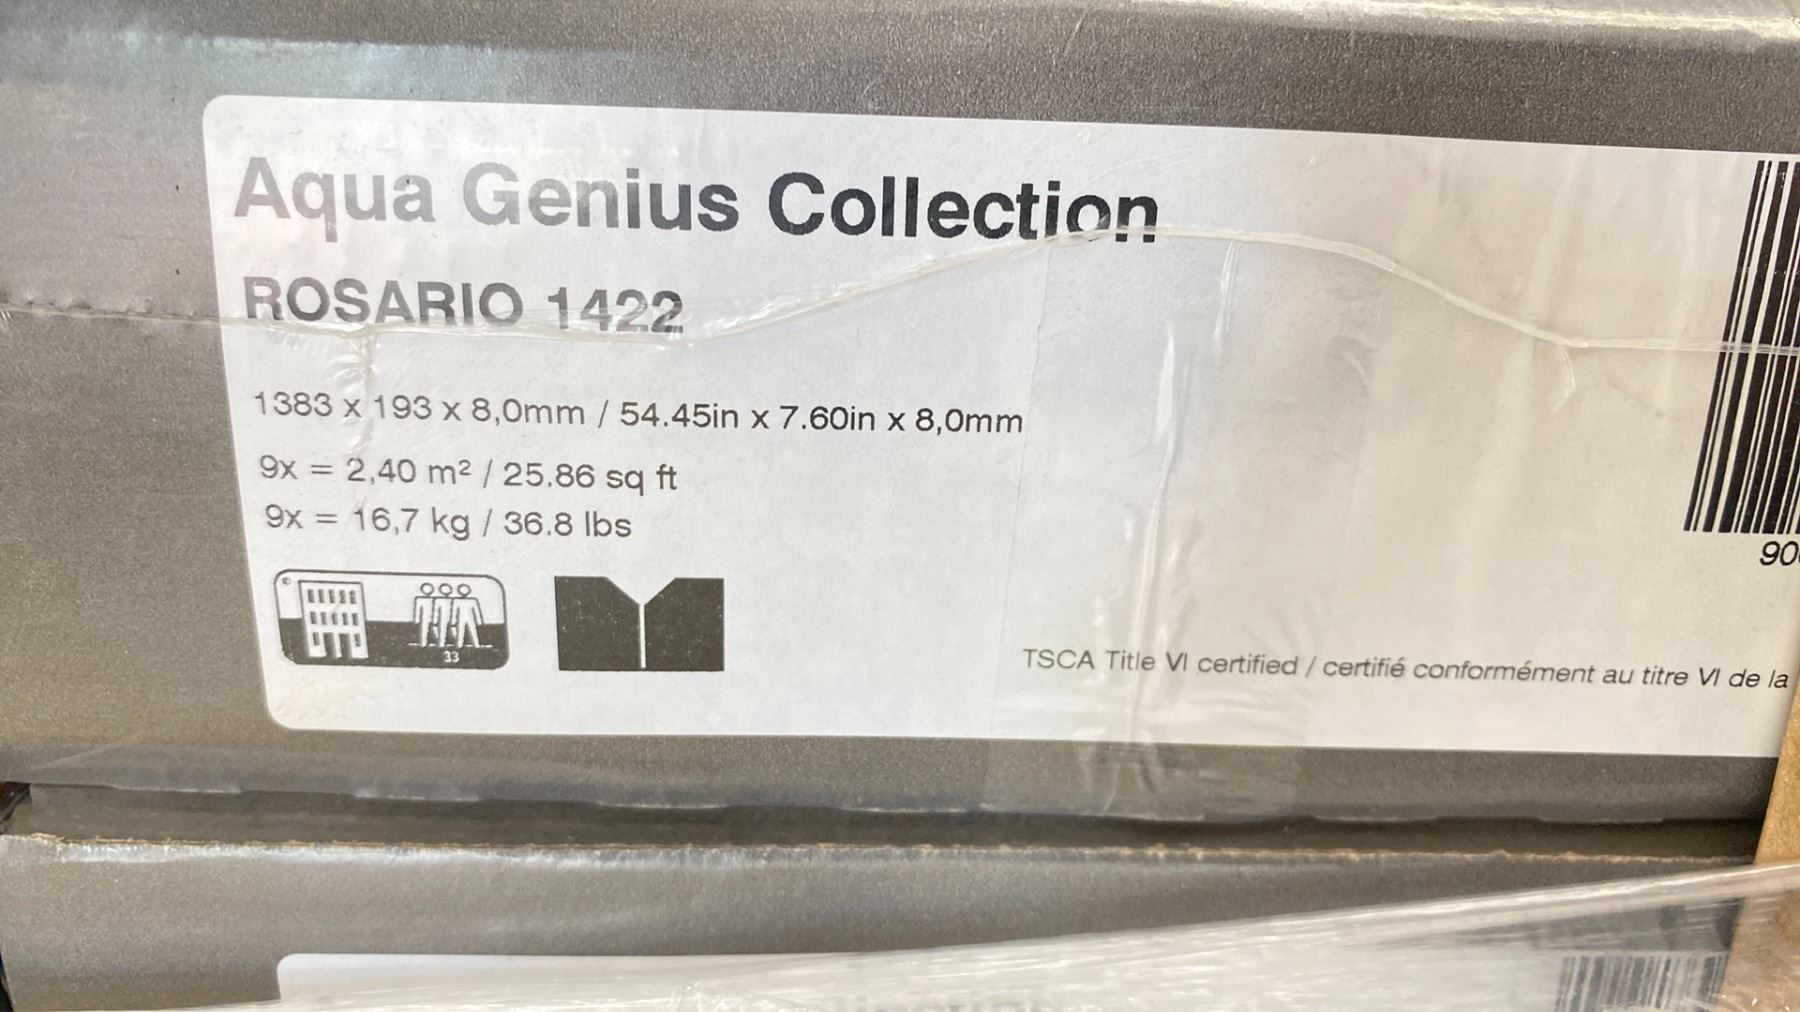 Aqua Genius Collection
ROSARIO 1422
1383 x 193 x 8,0mm / 54.45in x 7.60in x 8,0mm
9x = 2,40 m² / 25.86 sq ft
9x = 16,7 kg / 36.8 lbs
33
90
TSCA Title VI certified / certifié conformément au titre VI de la